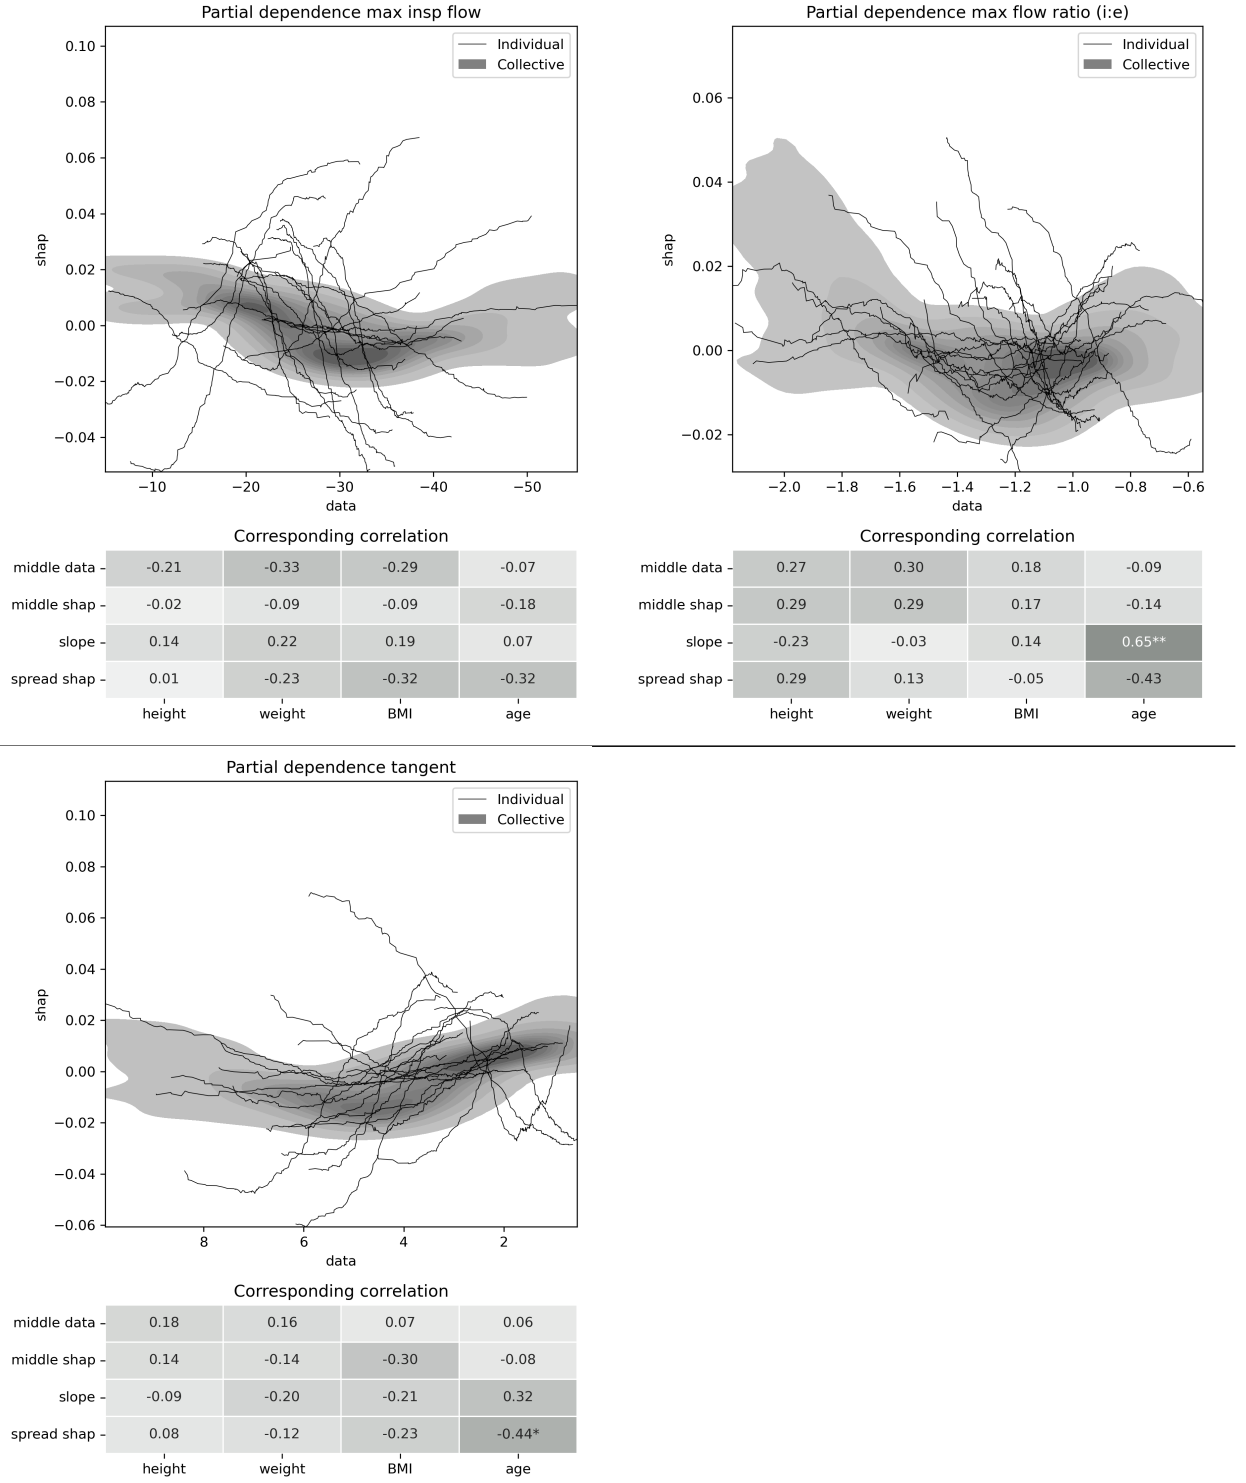 Partial dependence max insp flow
Individual
Collective
0.10
0.08
0.06
0.04
0.02
0.00
−0.02
−0.04
shap
−10 −20 −30 −40 −50
data
Corresponding correlation
middle data -0.21 -0.33 -0.29 -0.07
middle shap -0.02 -0.09 -0.09 -0.18
slope 0.14 0.22 0.19 0.07
spread shap 0.01 -0.23 -0.32 -0.32
height weight BMI age
Partial dependence max flow ratio (i:e)
Individual
Collective
0.06
0.04
0.02
0.00
−0.02
shap
−2.0 −1.8 −1.6 −1.4 −1.2 −1.0 −0.8 −0.6
data
Corresponding correlation
middle data 0.27 0.30 0.18 -0.09
middle shap 0.29 0.29 0.17 -0.14
slope -0.23 -0.03 0.14 0.65**
spread shap 0.29 0.13 -0.05 -0.43
height weight BMI age
Partial dependence tangent
Individual
Collective
0.10
0.08
0.06
0.04
0.02
0.00
−0.02
−0.04
−0.06
shap
8 6 4 2
data
Corresponding correlation
middle data 0.18 0.16 0.07 0.06
middle shap 0.14 -0.14 -0.30 -0.08
slope -0.09 -0.20 -0.21 0.32
spread shap 0.08 -0.12 -0.23 -0.44*
height weight BMI age